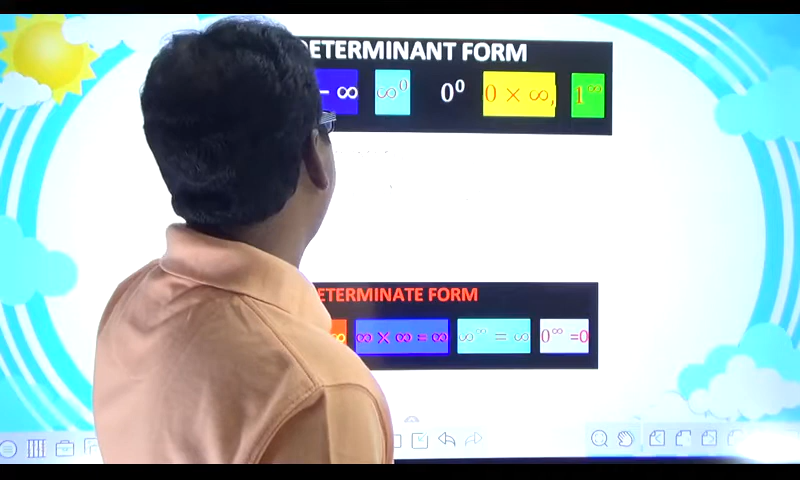 DETERMINANT FORM
- ∞ ∞⁰ 0⁰ 0 × ∞, 1^∞
ETERMINATE FORM
∞ ∞ × ∞ = ∞ ∞^∞ = ∞ 0^∞ =0